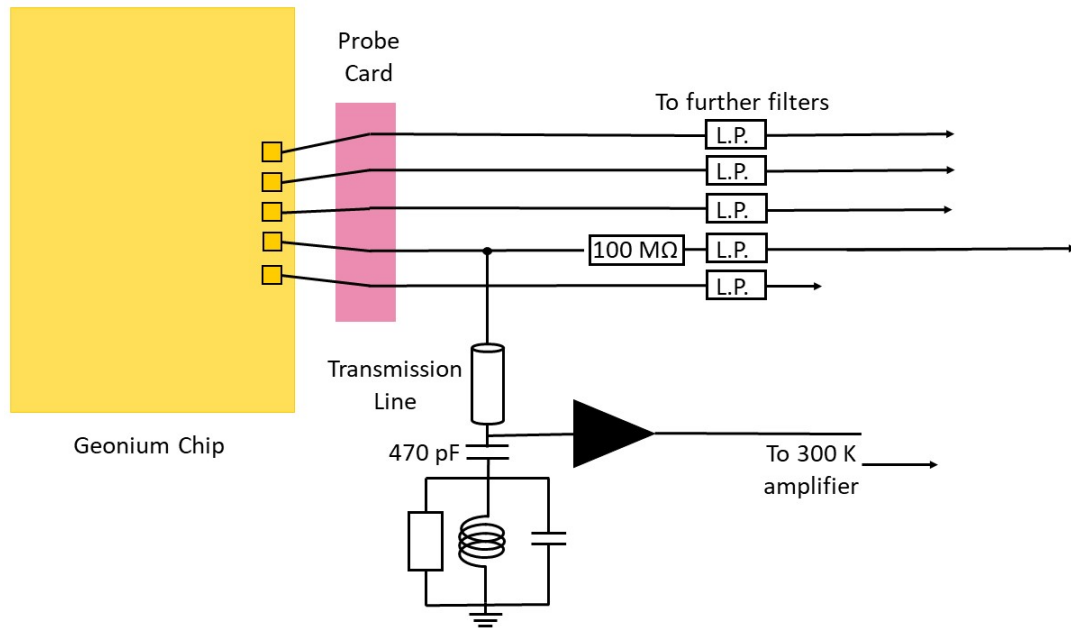 Probe
Card
To further filters
L.P.
L.P.
L.P.
100 MΩ
L.P.
L.P.
Transmission
Line
Geonium Chip
470 pF
To 300 K
amplifier